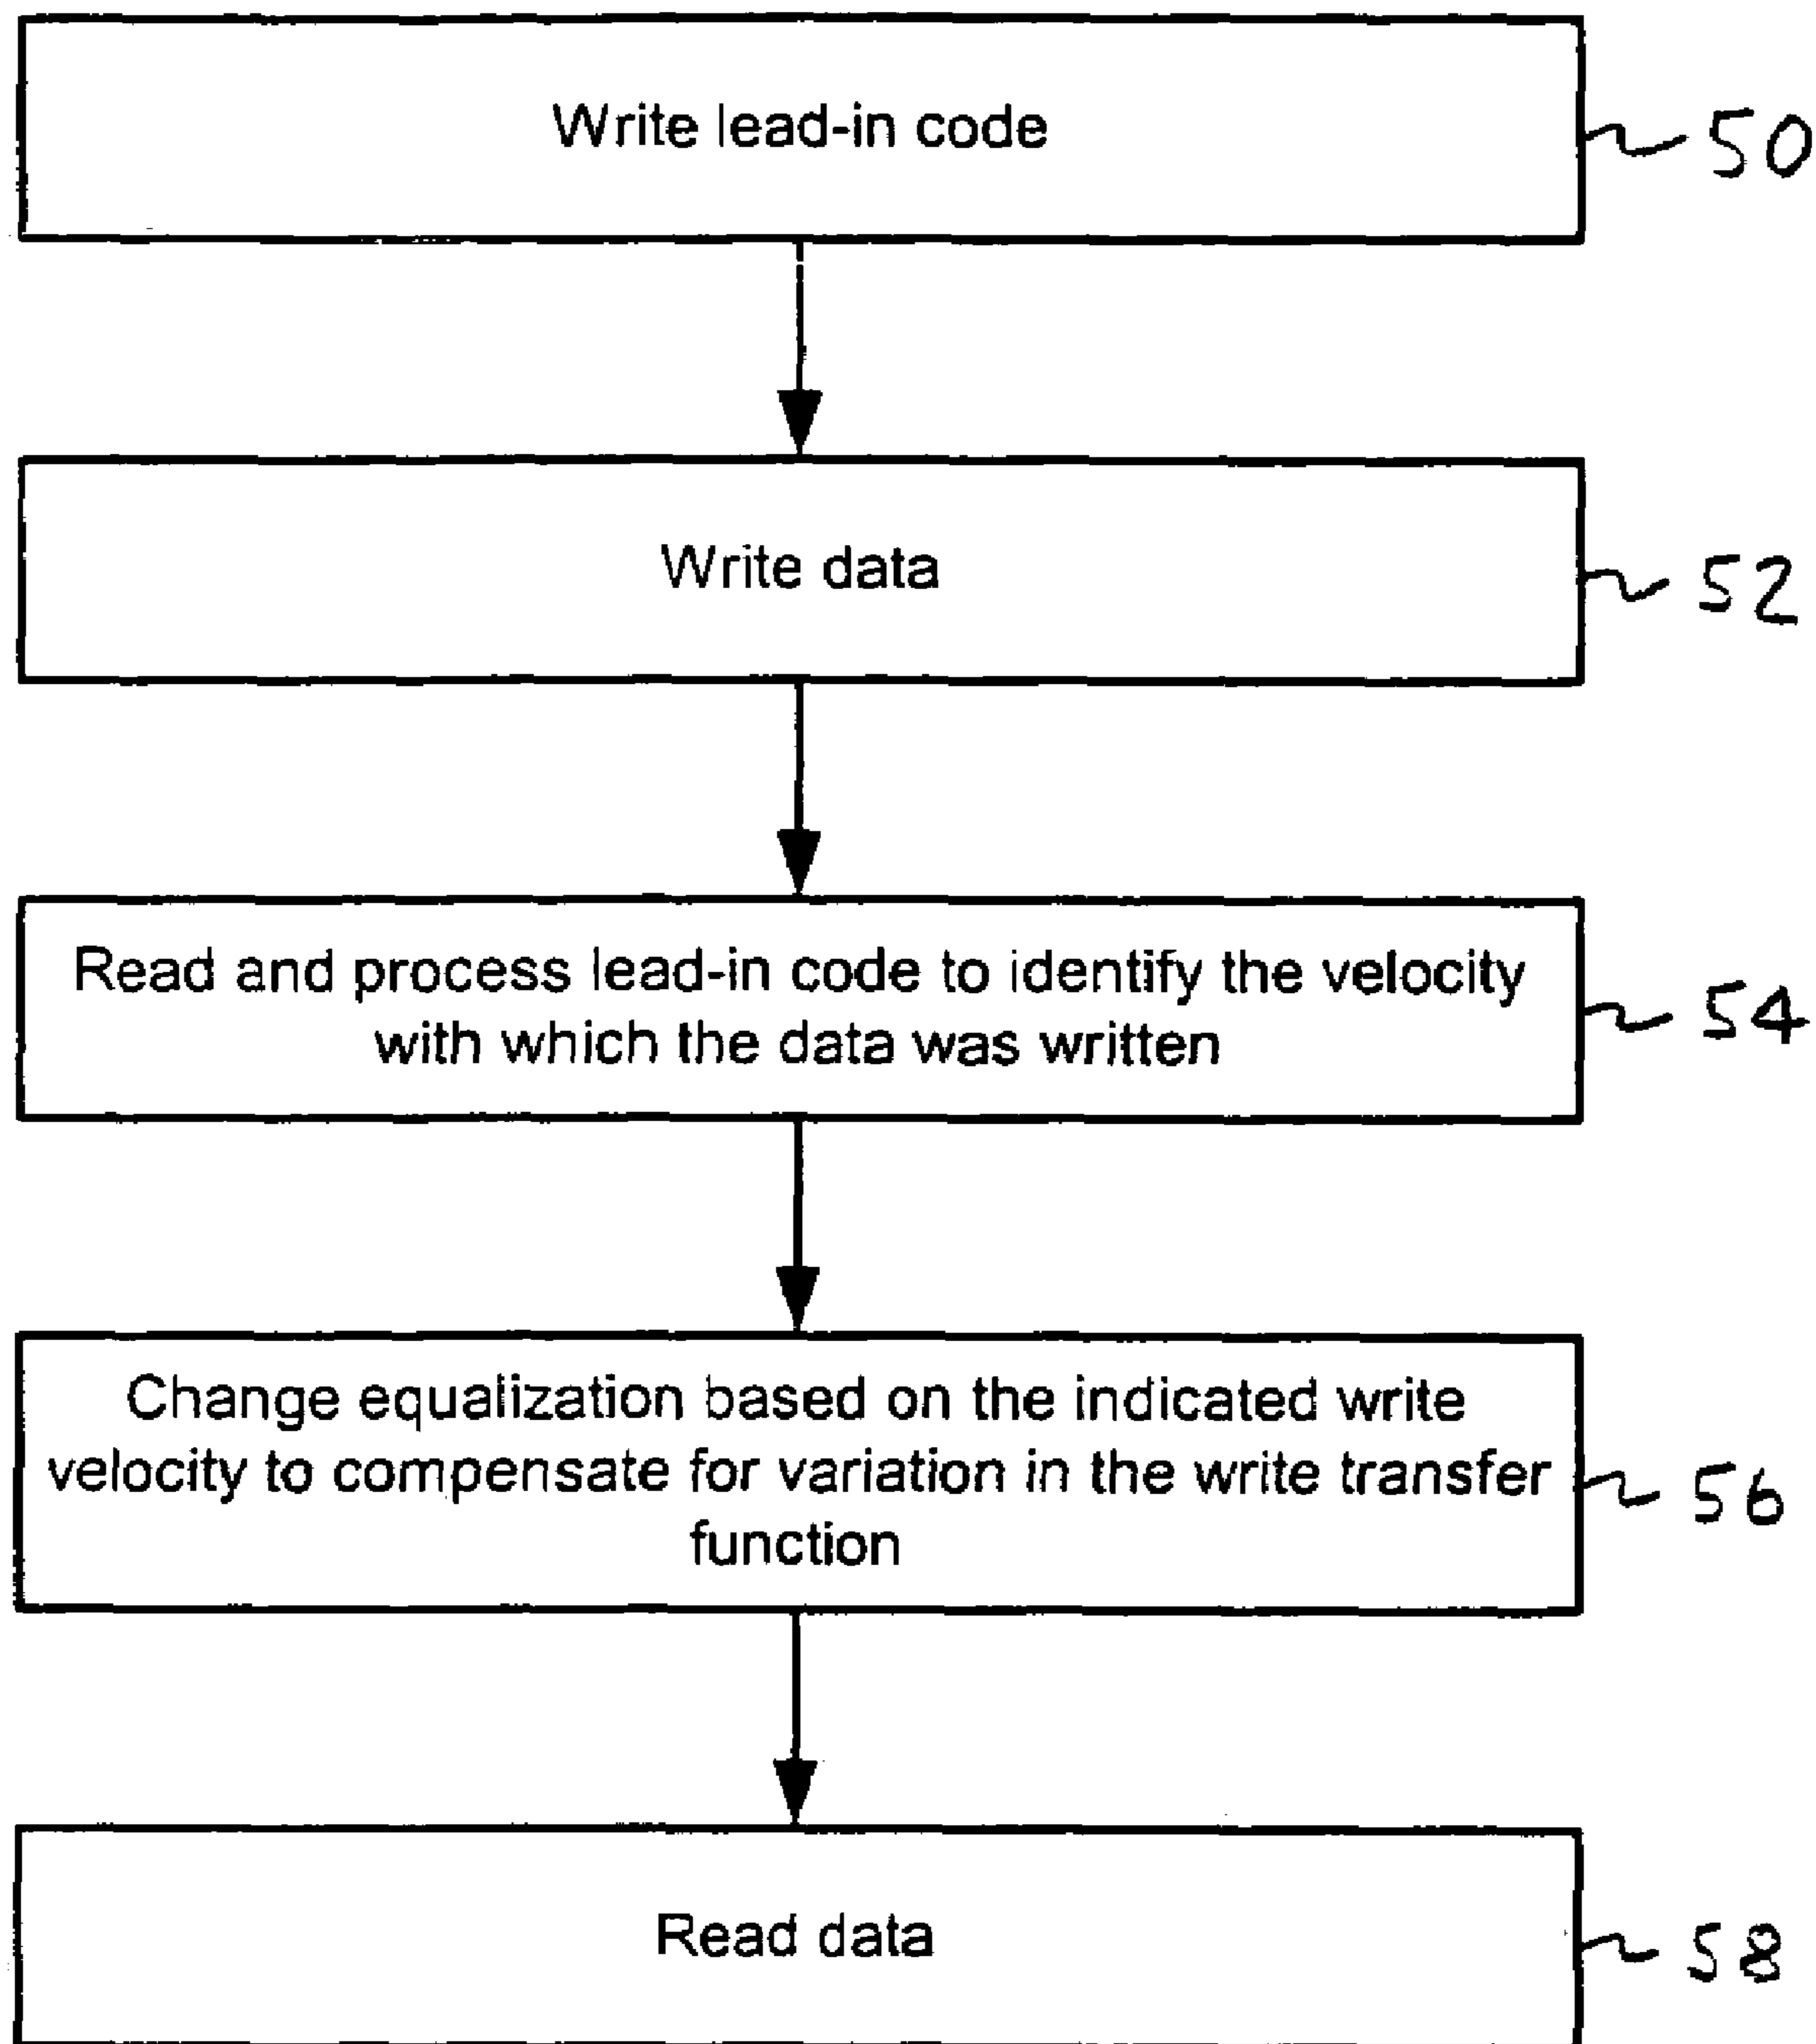 Write lead-in code
50
Write data
52
Read and process lead-in code to identify the velocity
with which the data was written
54
Change equalization based on the indicated write
velocity to compensate for variation in the write transfer
function
56
Read data
58